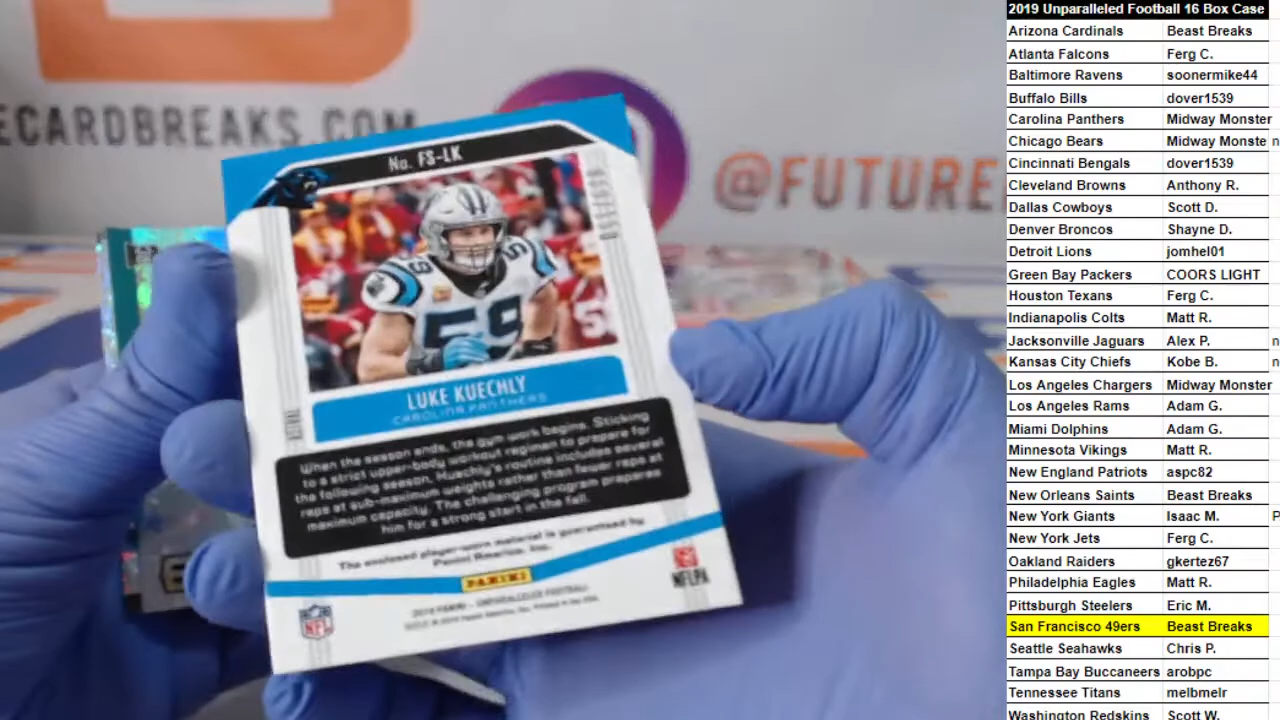 ECARDBREAKS.COM
@FUTURE
No. FS-LK
59
LUKE KUECHLY
CAROLINA PANTHERS
When the season ends, the gym work begins. Sticking
to a strict upper-body workout regimen to prepare for
the following season, Kuechly's routine includes several
reps at sub-maximum weights rather than fewer reps at
maximum capacity. The challenging program prepares
him for a strong start in the fall.
The enclosed player-worn material is guaranteed by
Panini America, Inc.
PANINI
NFL
NFLPA
2019 Unparalleled Football 16 Box Case
Arizona Cardinals Beast Breaks
Atlanta Falcons Ferg C.
Baltimore Ravens soonermike44
Buffalo Bills dover1539
Carolina Panthers Midway Monster
Chicago Bears Midway Monste n
Cincinnati Bengals dover1539
Cleveland Browns Anthony R.
Dallas Cowboys Scott D.
Denver Broncos Shayne D.
Detroit Lions jomhel01
Green Bay Packers COORS LIGHT
Houston Texans Ferg C.
Indianapolis Colts Matt R.
Jacksonville Jaguars Alex P. n
Kansas City Chiefs Kobe B. n
Los Angeles Chargers Midway Monster
Los Angeles Rams Adam G.
Miami Dolphins Adam G.
Minnesota Vikings Matt R.
New England Patriots aspc82
New Orleans Saints Beast Breaks
New York Giants Isaac M. P
New York Jets Ferg C.
Oakland Raiders gkertez67
Philadelphia Eagles Matt R.
Pittsburgh Steelers Eric M.
San Francisco 49ers Beast Breaks
Seattle Seahawks Chris P.
Tampa Bay Buccaneers arobpc
Tennessee Titans melbmelr
Washington Redskins Scott W.